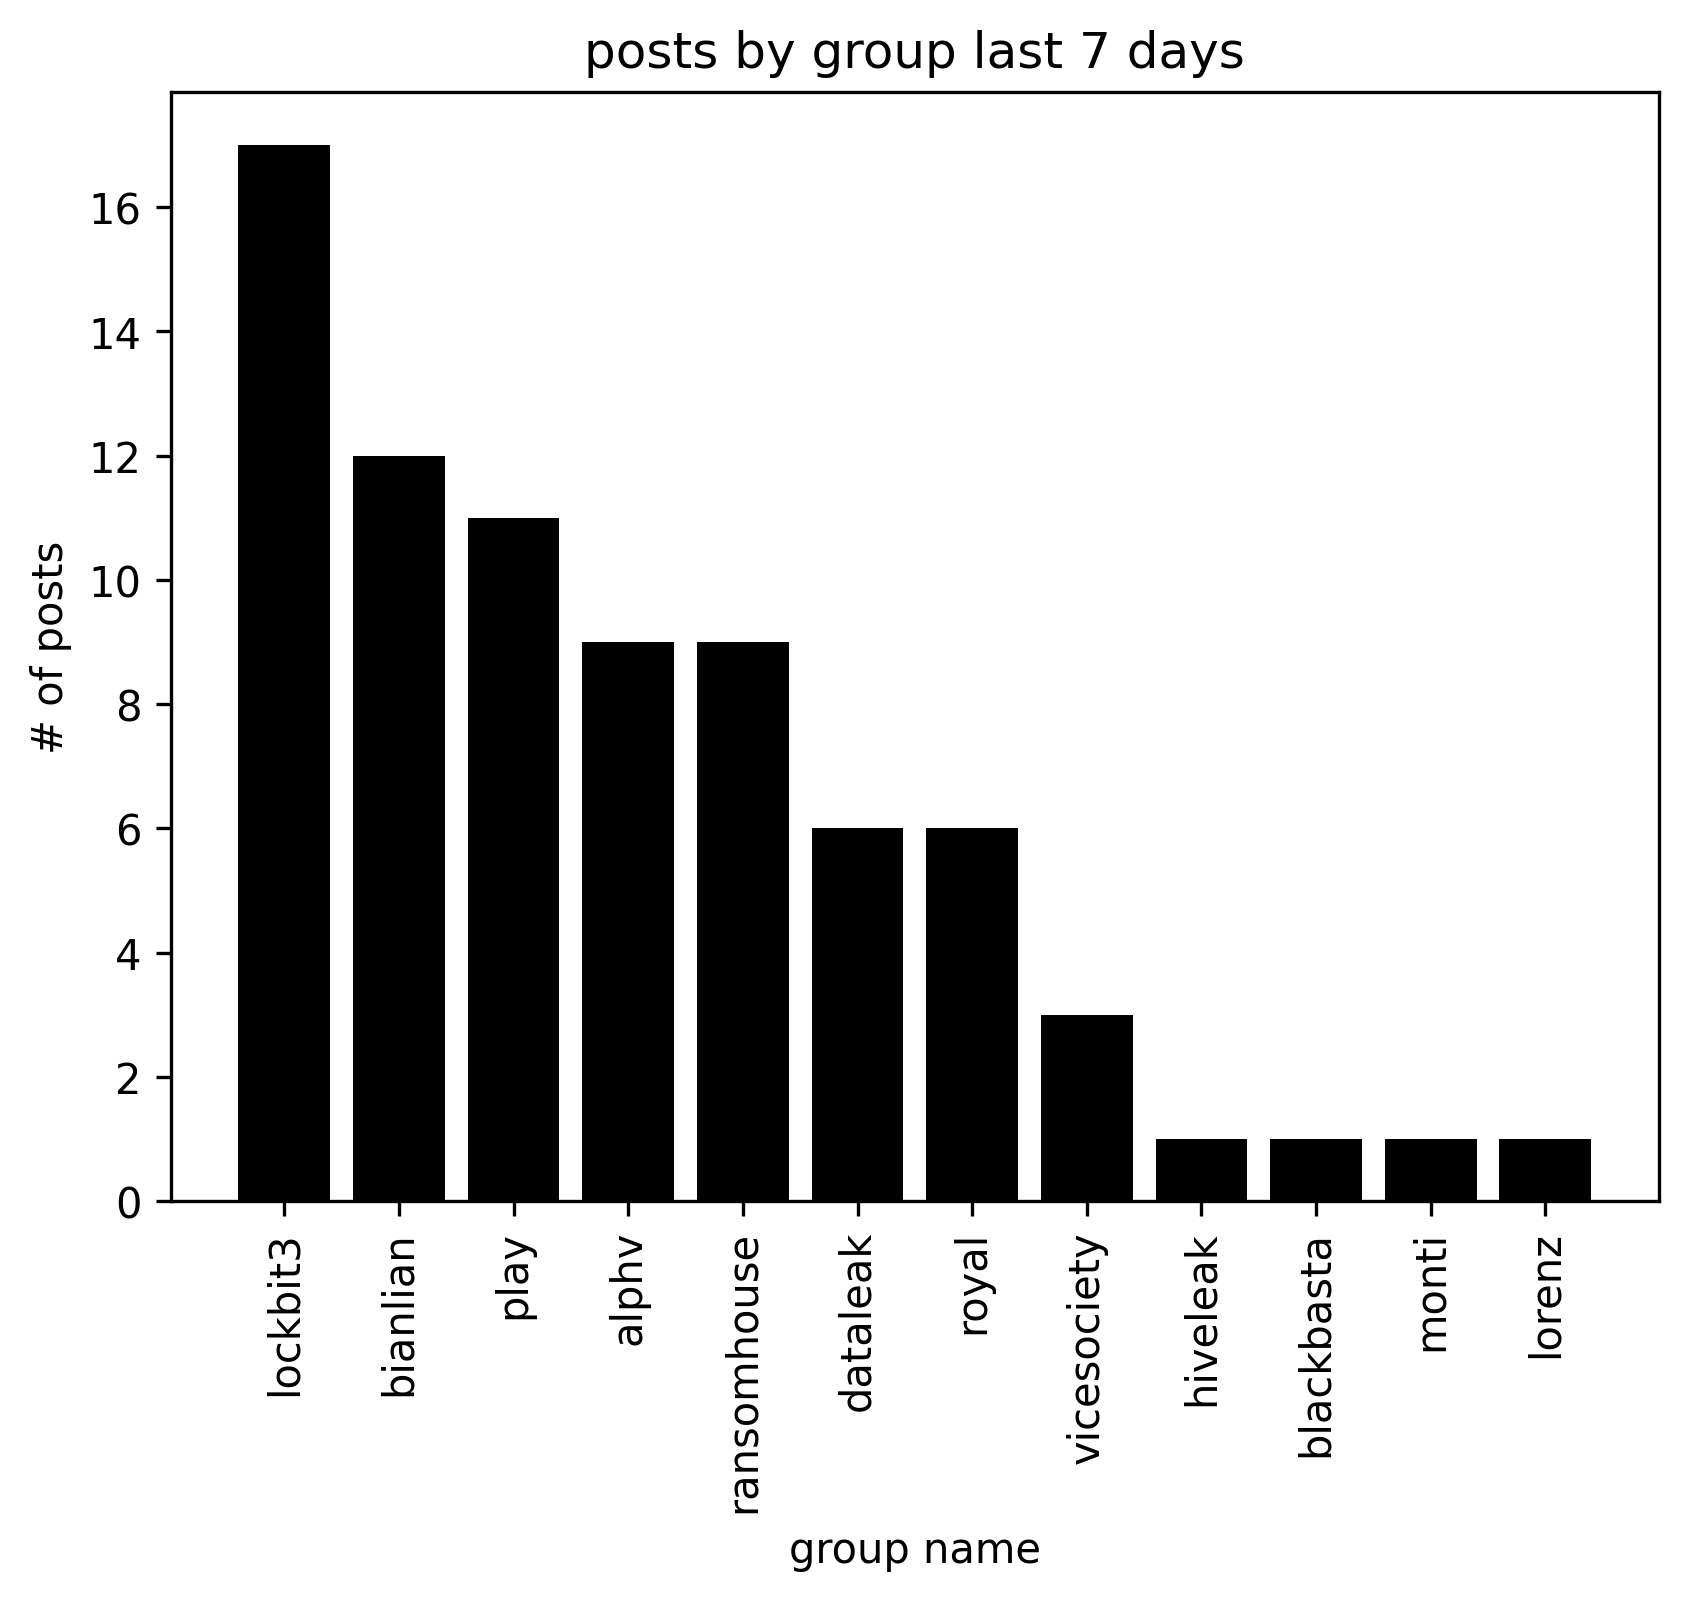 posts by group last 7 days
# of posts
16
14
12
10
8
6
4
2
0
lockbit3
bianlian
play
alphv
ransomhouse
dataleak
royal
vicesociety
hiveleak
blackbasta
monti
lorenz
group name